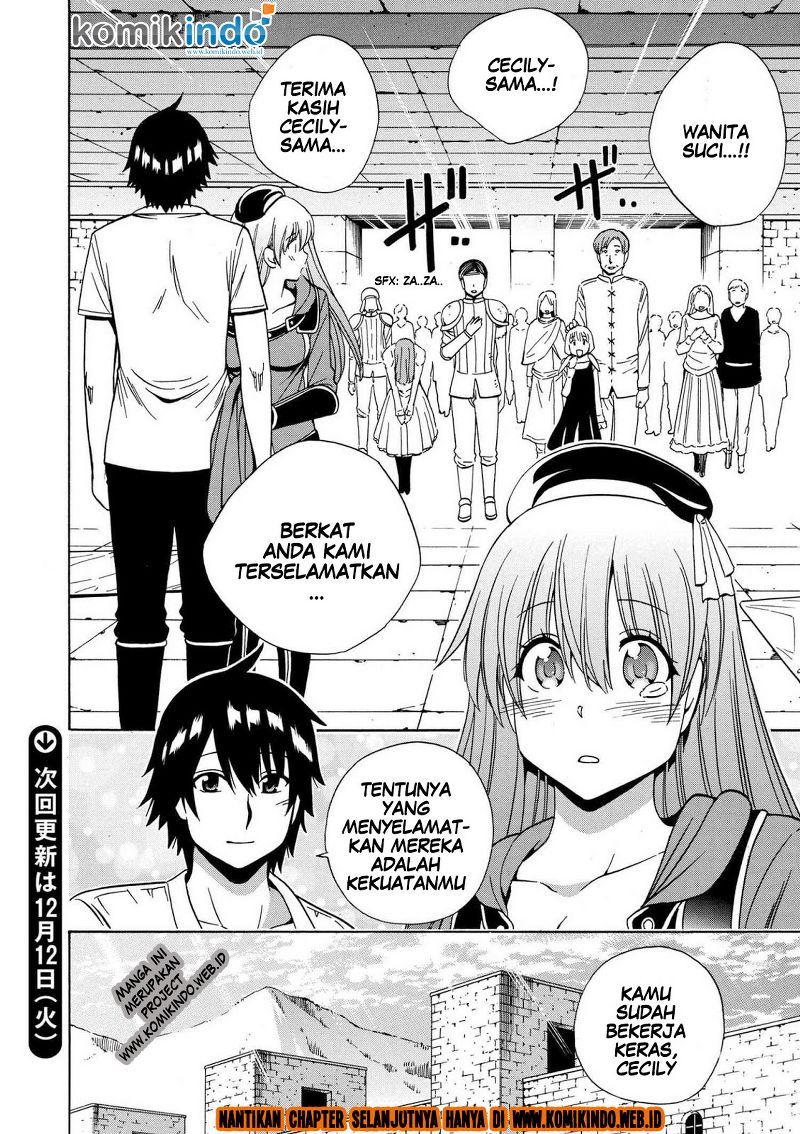 komikindo
www.komikindo.web.id
CECILY-
SAMA...!
WANITA
SUCI...!!
TERIMA
KASIH
CECILY-
SAMA...
ザッ
ザッ
SFX: ZA..ZA..
BERKAT
ANDA KAMI
TERSELAMATKAN
...
TENTUNYA
YANG
MENYELAMAT-
KAN MEREKA
ADALAH
KEKUATANMU
KAMU
SUDAH
BEKERJA
KERAS,
CECILY
次回更新は12月12日(火)
MANGA INI
MERUPAKAN
PROJECT
WWW.KOMIKINDO.WEB.ID
NANTIKAN CHAPTER SELANJUTNYA HANYA DI WWW.KOMIKINDO.WEB.ID